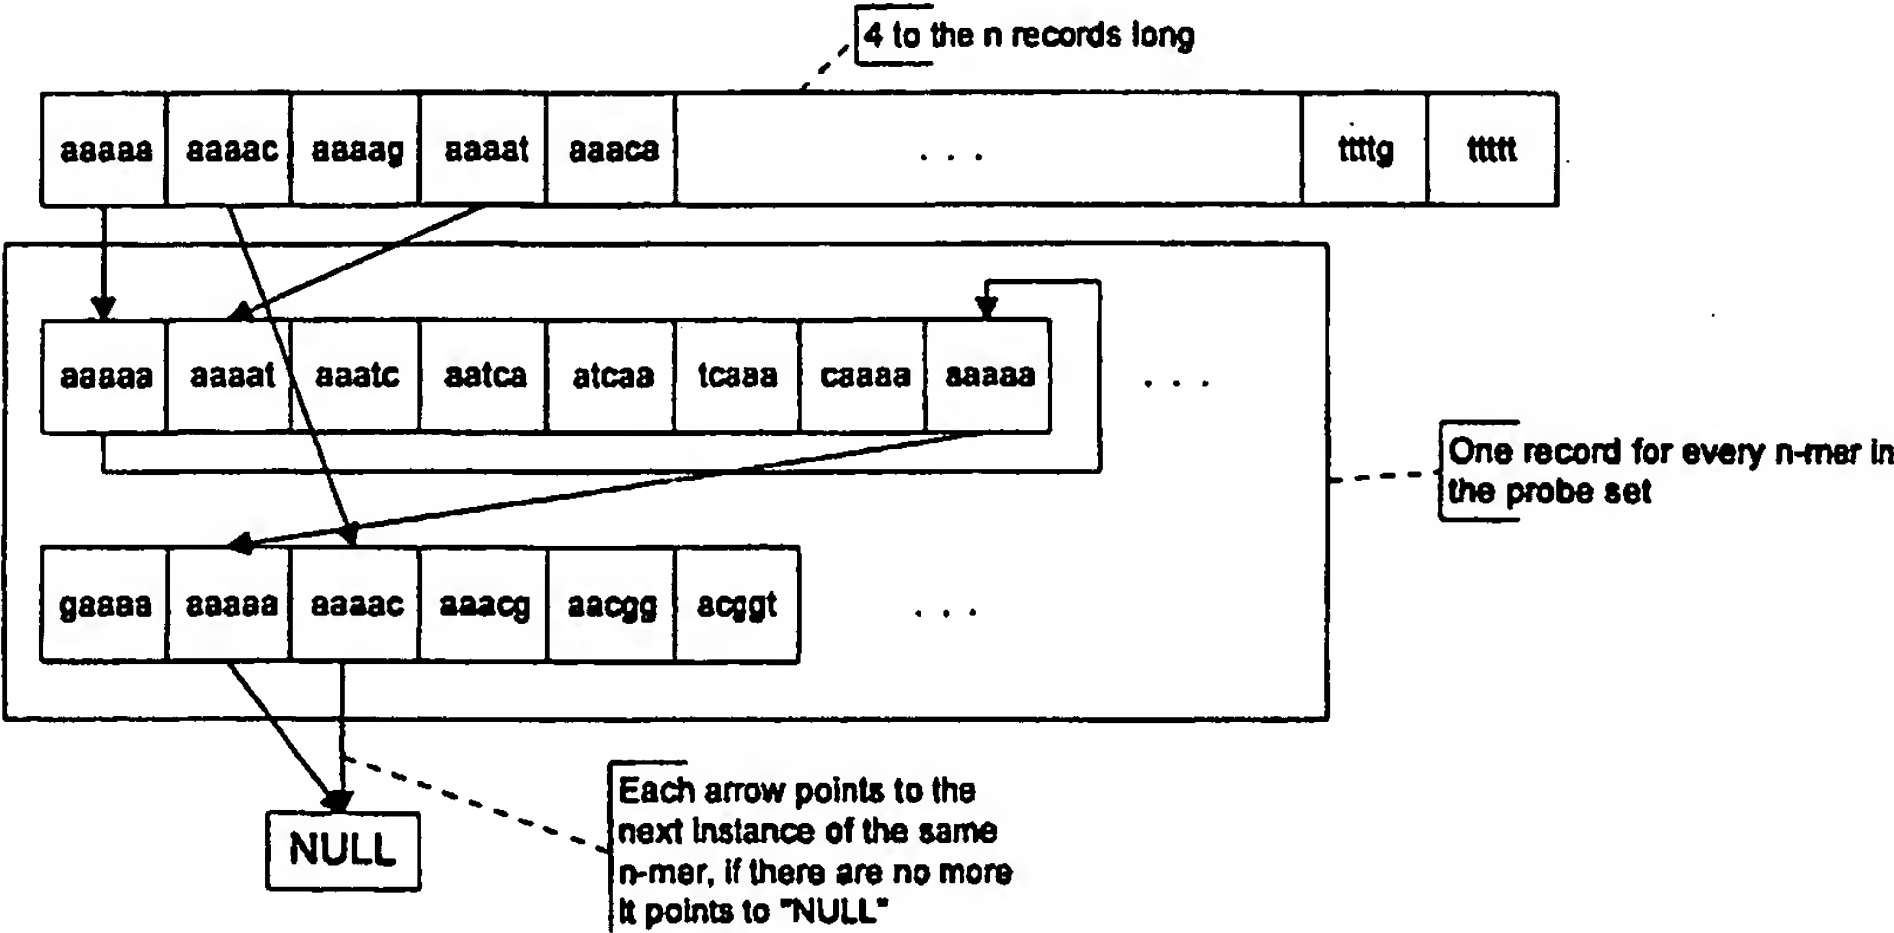 4 to the n records long
aaaaa aaaac aaaag aaaat aaaca . . . ttttg ttttt
aaaaa aaaat aaatc aatca atcaa tcaaa caaaa aaaaa . . .
One record for every n-mer in
the probe set
gaaaa aaaaa aaaac aaacg aacgg acggt . . .
Each arrow points to the
next instance of the same
n-mer, if there are no more
it points to "NULL"
NULL